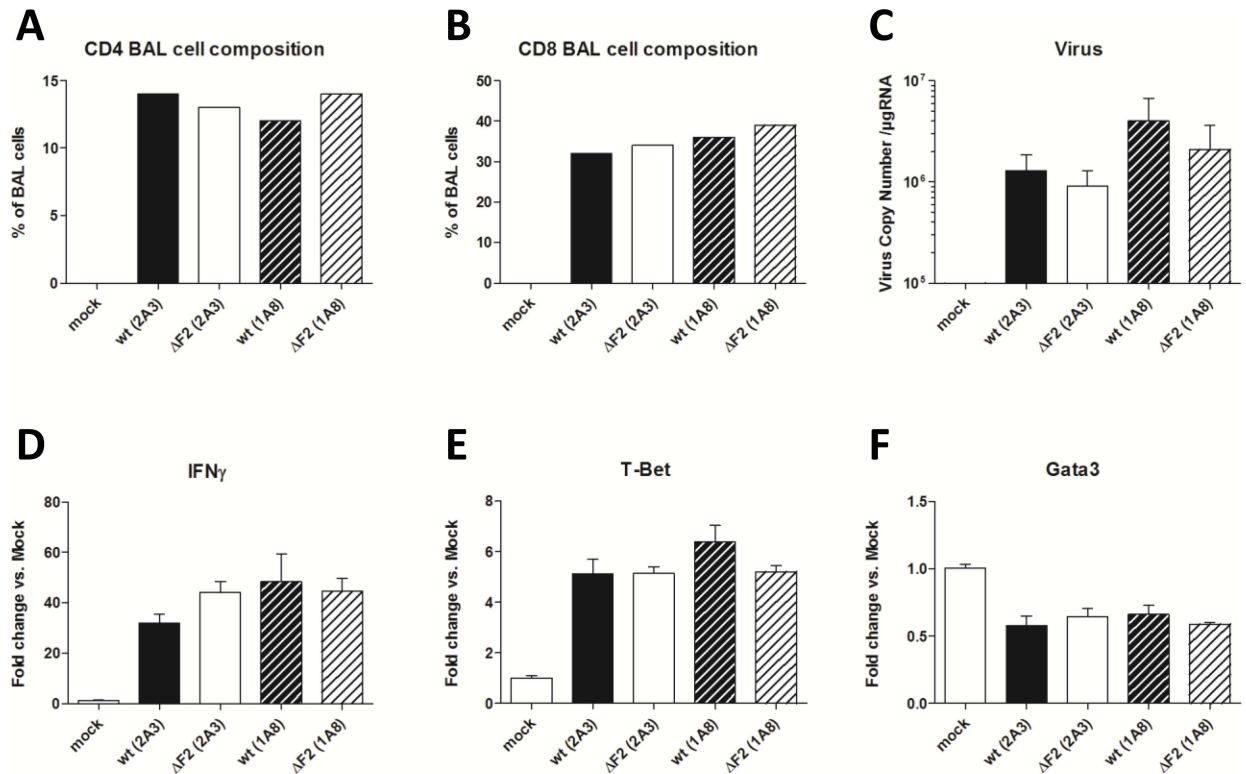 A
CD4 BAL cell composition
% of BAL cells
15
10
5
0
mock
wt (2A3)
ΔF2 (2A3)
wt (1A8)
ΔF2 (1A8)
B
CD8 BAL cell composition
% of BAL cells
50
40
30
20
10
0
mock
wt (2A3)
ΔF2 (2A3)
wt (1A8)
ΔF2 (1A8)
C
Virus
Virus Copy Number /µgRNA
10⁷
10⁶
10⁵
mock
wt (2A3)
ΔF2 (2A3)
wt (1A8)
ΔF2 (1A8)
D
IFNγ
Fold change vs. Mock
80
60
40
20
0
mock
wt (2A3)
ΔF2 (2A3)
wt (1A8)
ΔF2 (1A8)
E
T-Bet
Fold change vs. Mock
8
6
4
2
0
mock
wt (2A3)
ΔF2 (2A3)
wt (1A8)
ΔF2 (1A8)
F
Gata3
Fold change vs. Mock
1.5
1.0
0.5
0.0
mock
wt (2A3)
ΔF2 (2A3)
wt (1A8)
ΔF2 (1A8)